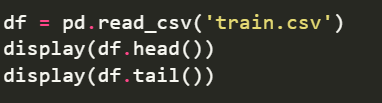 df = pd.read_csv('train.csv')
display(df.head())
display(df.tail())